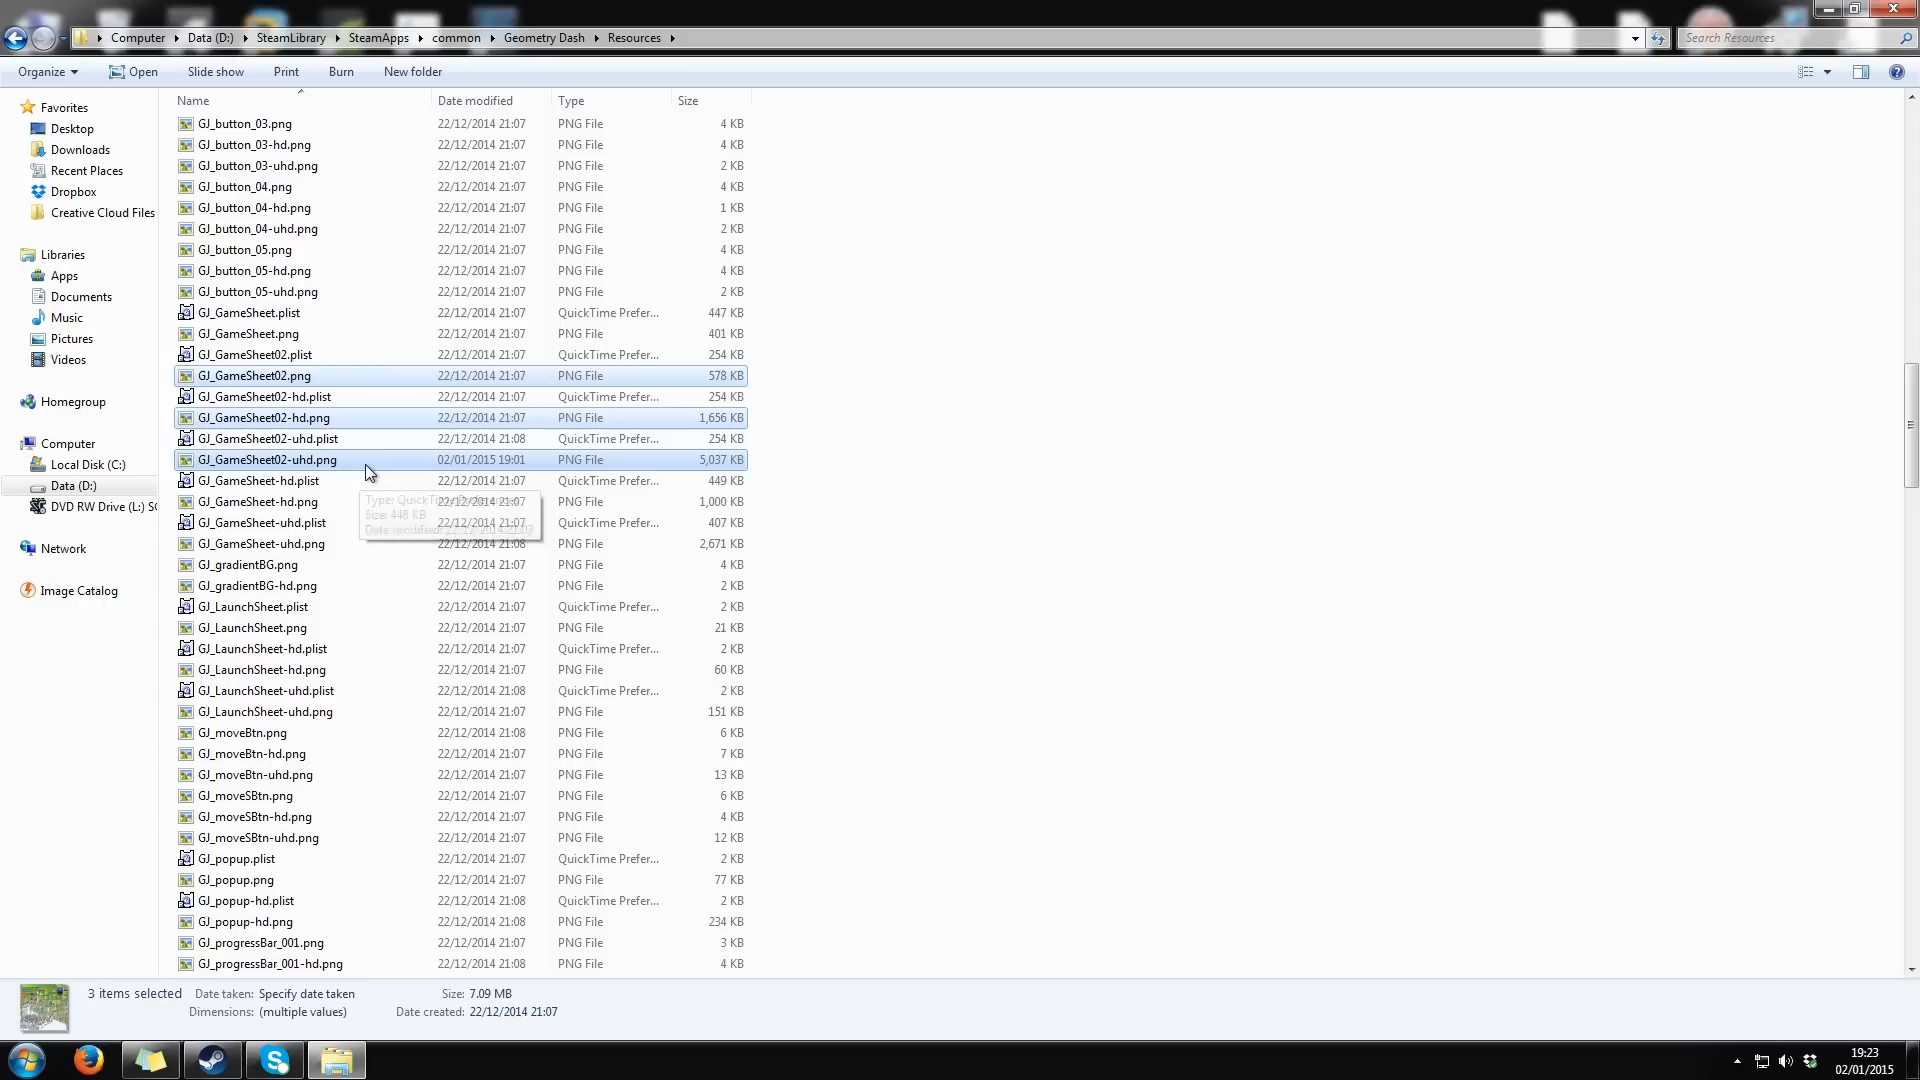 Computer Data (D:) SteamLibrary SteamApps common Geometry Dash Resources Search Resources
Organize Open Slide show Print Burn New folder
Name Date modified Type Size
Favorites
Desktop
Downloads
Recent Places
Dropbox
Creative Cloud Files
Libraries
Apps
Documents
Music
Pictures
Videos
Homegroup
Computer
Local Disk (C:)
Data (D:)
DVD RW Drive (L:) SC
Network
Image Catalog
GJ_button_03.png 22/12/2014 21:07 PNG File 4 KB
GJ_button_03-hd.png 22/12/2014 21:07 PNG File 4 KB
GJ_button_03-uhd.png 22/12/2014 21:07 PNG File 2 KB
GJ_button_04.png 22/12/2014 21:07 PNG File 4 KB
GJ_button_04-hd.png 22/12/2014 21:07 PNG File 1 KB
GJ_button_04-uhd.png 22/12/2014 21:07 PNG File 2 KB
GJ_button_05.png 22/12/2014 21:07 PNG File 4 KB
GJ_button_05-hd.png 22/12/2014 21:07 PNG File 4 KB
GJ_button_05-uhd.png 22/12/2014 21:07 PNG File 2 KB
GJ_GameSheet.plist 22/12/2014 21:07 QuickTime Prefer... 447 KB
GJ_GameSheet.png 22/12/2014 21:07 PNG File 401 KB
GJ_GameSheet02.plist 22/12/2014 21:07 QuickTime Prefer... 254 KB
GJ_GameSheet02.png 22/12/2014 21:07 PNG File 578 KB
GJ_GameSheet02-hd.plist 22/12/2014 21:07 QuickTime Prefer... 254 KB
GJ_GameSheet02-hd.png 22/12/2014 21:07 PNG File 1,656 KB
GJ_GameSheet02-uhd.plist 22/12/2014 21:08 QuickTime Prefer... 254 KB
GJ_GameSheet02-uhd.png 02/01/2015 19:01 PNG File 5,037 KB
GJ_GameSheet-hd.plist 22/12/2014 21:07 QuickTime Prefer... 449 KB
GJ_GameSheet-hd.png 22/12/2014 21:07 PNG File 1,000 KB
GJ_GameSheet-uhd.plist 22/12/2014 21:07 QuickTime Prefer... 407 KB
GJ_GameSheet-uhd.png 22/12/2014 21:08 PNG File 2,671 KB
GJ_gradientBG.png 22/12/2014 21:07 PNG File 4 KB
GJ_gradientBG-hd.png 22/12/2014 21:07 PNG File 2 KB
GJ_LaunchSheet.plist 22/12/2014 21:07 QuickTime Prefer... 2 KB
GJ_LaunchSheet.png 22/12/2014 21:07 PNG File 21 KB
GJ_LaunchSheet-hd.plist 22/12/2014 21:07 QuickTime Prefer... 2 KB
GJ_LaunchSheet-hd.png 22/12/2014 21:07 PNG File 60 KB
GJ_LaunchSheet-uhd.plist 22/12/2014 21:08 QuickTime Prefer... 2 KB
GJ_LaunchSheet-uhd.png 22/12/2014 21:07 PNG File 151 KB
GJ_moveBtn.png 22/12/2014 21:08 PNG File 6 KB
GJ_moveBtn-hd.png 22/12/2014 21:07 PNG File 7 KB
GJ_moveBtn-uhd.png 22/12/2014 21:07 PNG File 13 KB
GJ_moveSBtn.png 22/12/2014 21:07 PNG File 6 KB
GJ_moveSBtn-hd.png 22/12/2014 21:07 PNG File 4 KB
GJ_moveSBtn-uhd.png 22/12/2014 21:07 PNG File 12 KB
GJ_popup.plist 22/12/2014 21:07 QuickTime Prefer... 2 KB
GJ_popup.png 22/12/2014 21:07 PNG File 77 KB
GJ_popup-hd.plist 22/12/2014 21:08 QuickTime Prefer... 2 KB
GJ_popup-hd.png 22/12/2014 21:08 PNG File 234 KB
GJ_progressBar_001.png 22/12/2014 21:07 PNG File 3 KB
GJ_progressBar_001-hd.png 22/12/2014 21:08 PNG File 4 KB
Type: QuickTime
Size: 448 KB
Date modified: 22/12/2014 21:07
3 items selected Date taken: Specify date taken Size: 7.09 MB
Dimensions: (multiple values) Date created: 22/12/2014 21:07
19:23
02/01/2015